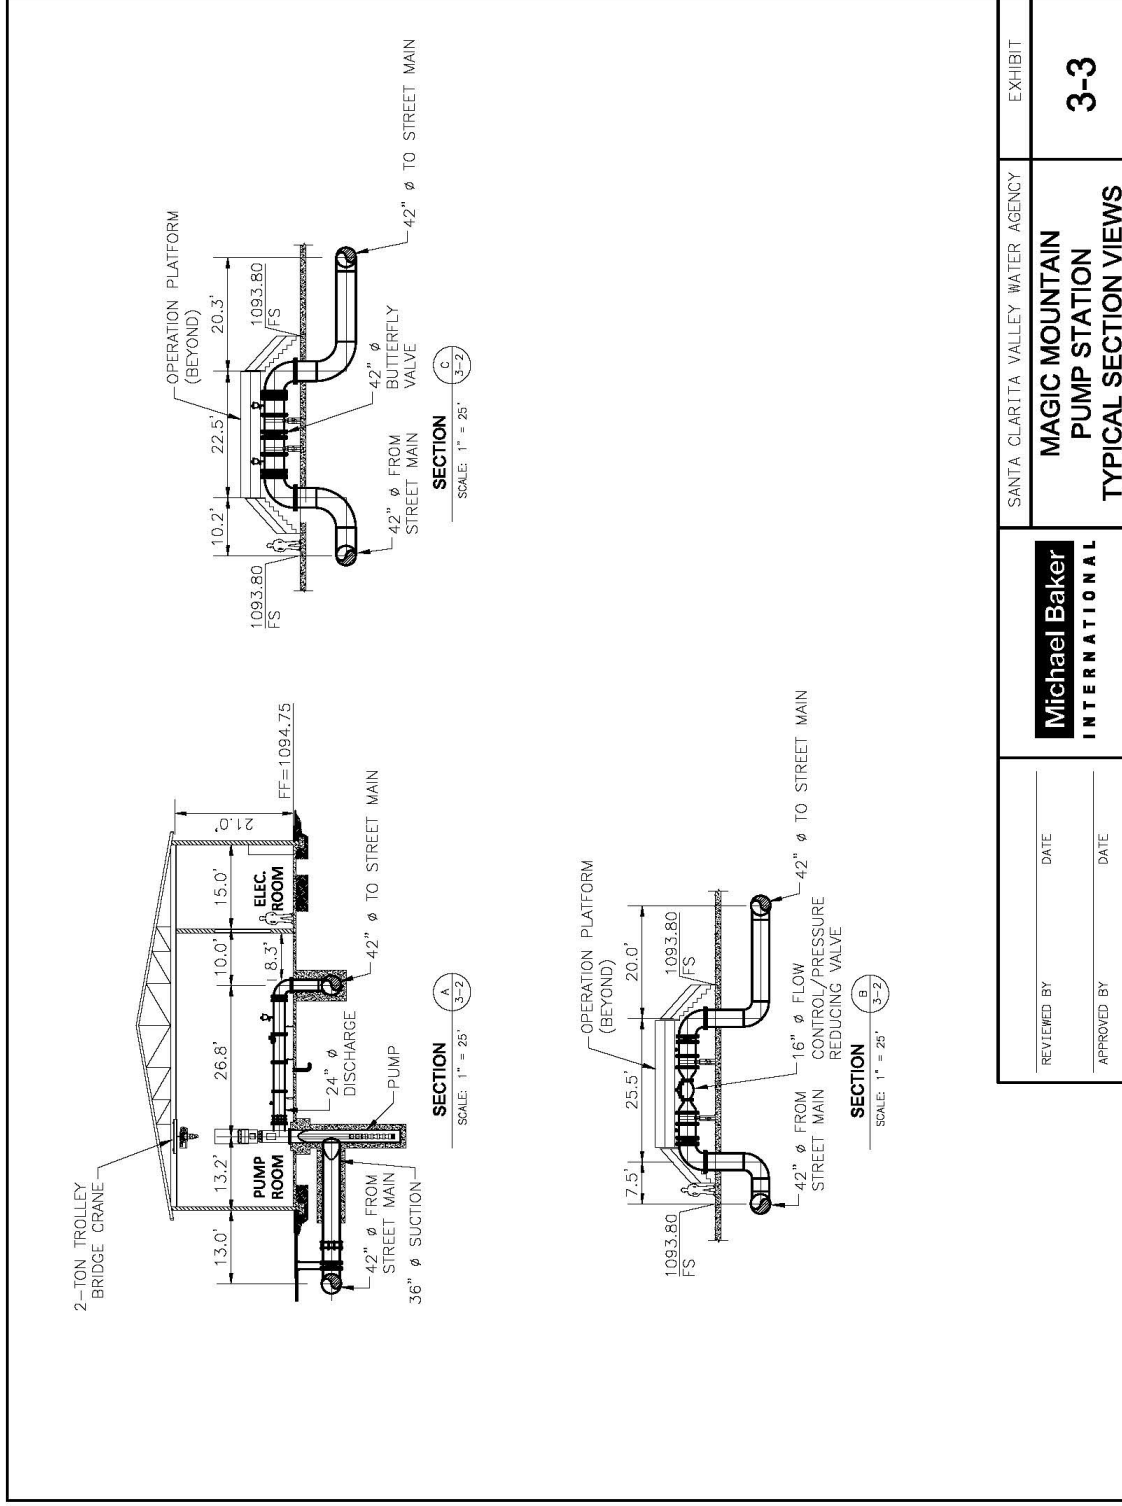 2-TON TROLLEY
BRIDGE CRANE
13.0'
13.2'
26.8'
10.0'
15.0'
21.0'
8.3'
FF=1094.75
PUMP
ROOM
ELEC.
ROOM
42" ø FROM
STREET MAIN
36" ø SUCTION
PUMP
24" ø
DISCHARGE
42" ø TO STREET MAIN
SECTION
SCALE: 1" = 25'
A
3-2
OPERATION PLATFORM
(BEYOND)
10.2'
22.5'
20.3'
1093.80
FS
1093.80
FS
42" ø FROM
STREET MAIN
42" ø
BUTTERFLY
VALVE
42" ø TO STREET MAIN
SECTION
SCALE: 1" = 25'
C
3-2
OPERATION PLATFORM
(BEYOND)
7.5'
25.5'
20.0'
1093.80
FS
1093.80
FS
42" ø FROM
STREET MAIN
16" ø FLOW
CONTROL/PRESSURE
REDUCING VALVE
42" ø TO STREET MAIN
SECTION
SCALE: 1" = 25'
B
3-2
REVIEWED BY
DATE
APPROVED BY
DATE
Michael Baker
INTERNATIONAL
SANTA CLARITA VALLEY WATER AGENCY
MAGIC MOUNTAIN
PUMP STATION
TYPICAL SECTION VIEWS
EXHIBIT
3-3